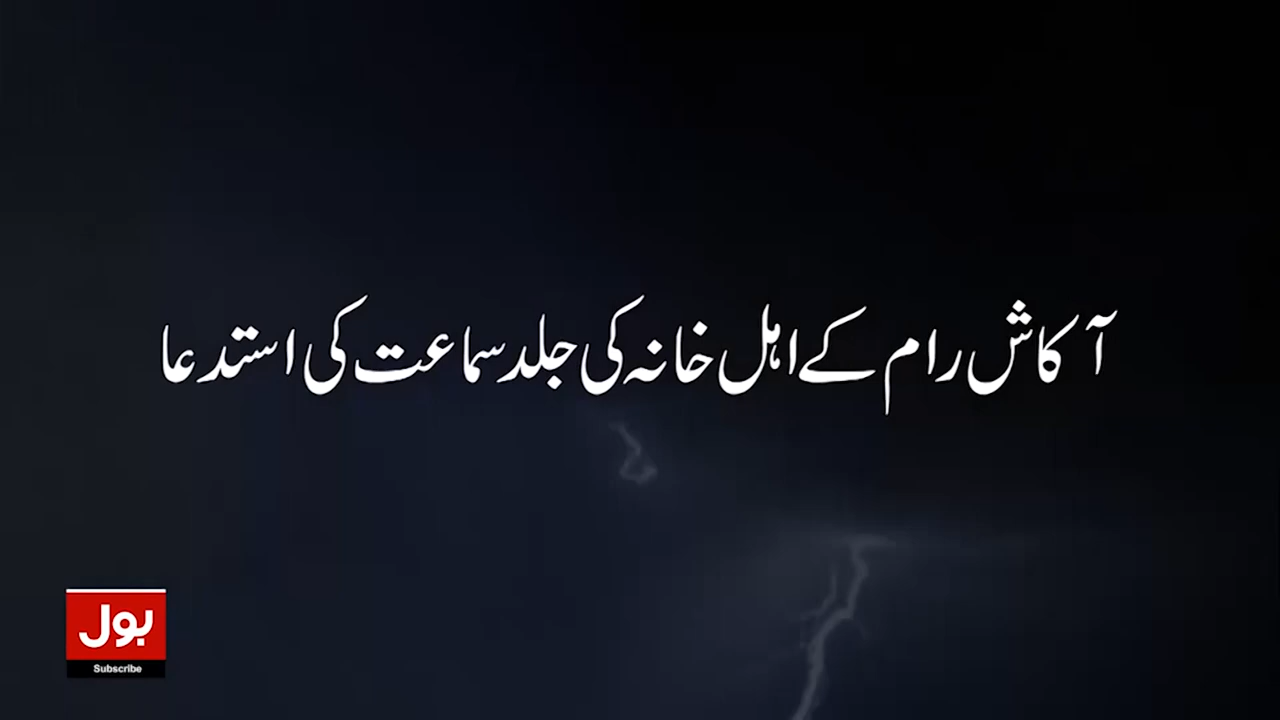 آکاش رام کے اہل خانہ کی جلد سماعت کی استدعا
بول
Subscribe